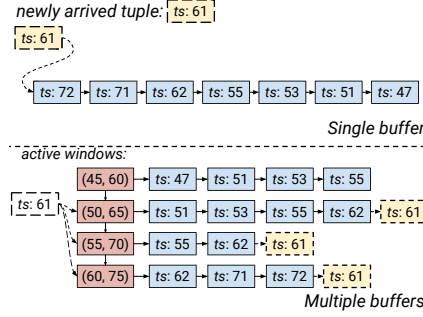 newly arrived tuple: ts: 61
ts: 61
ts: 72 ts: 71 ts: 62 ts: 55 ts: 53 ts: 51 ts: 47
Single buffer
active windows:
(45, 60) ts: 47 ts: 51 ts: 53 ts: 55
ts: 61
(50, 65) ts: 51 ts: 53 ts: 55 ts: 62 ts: 61
(55, 70) ts: 55 ts: 62 ts: 61
(60, 75) ts: 62 ts: 71 ts: 72 ts: 61
Multiple buffers